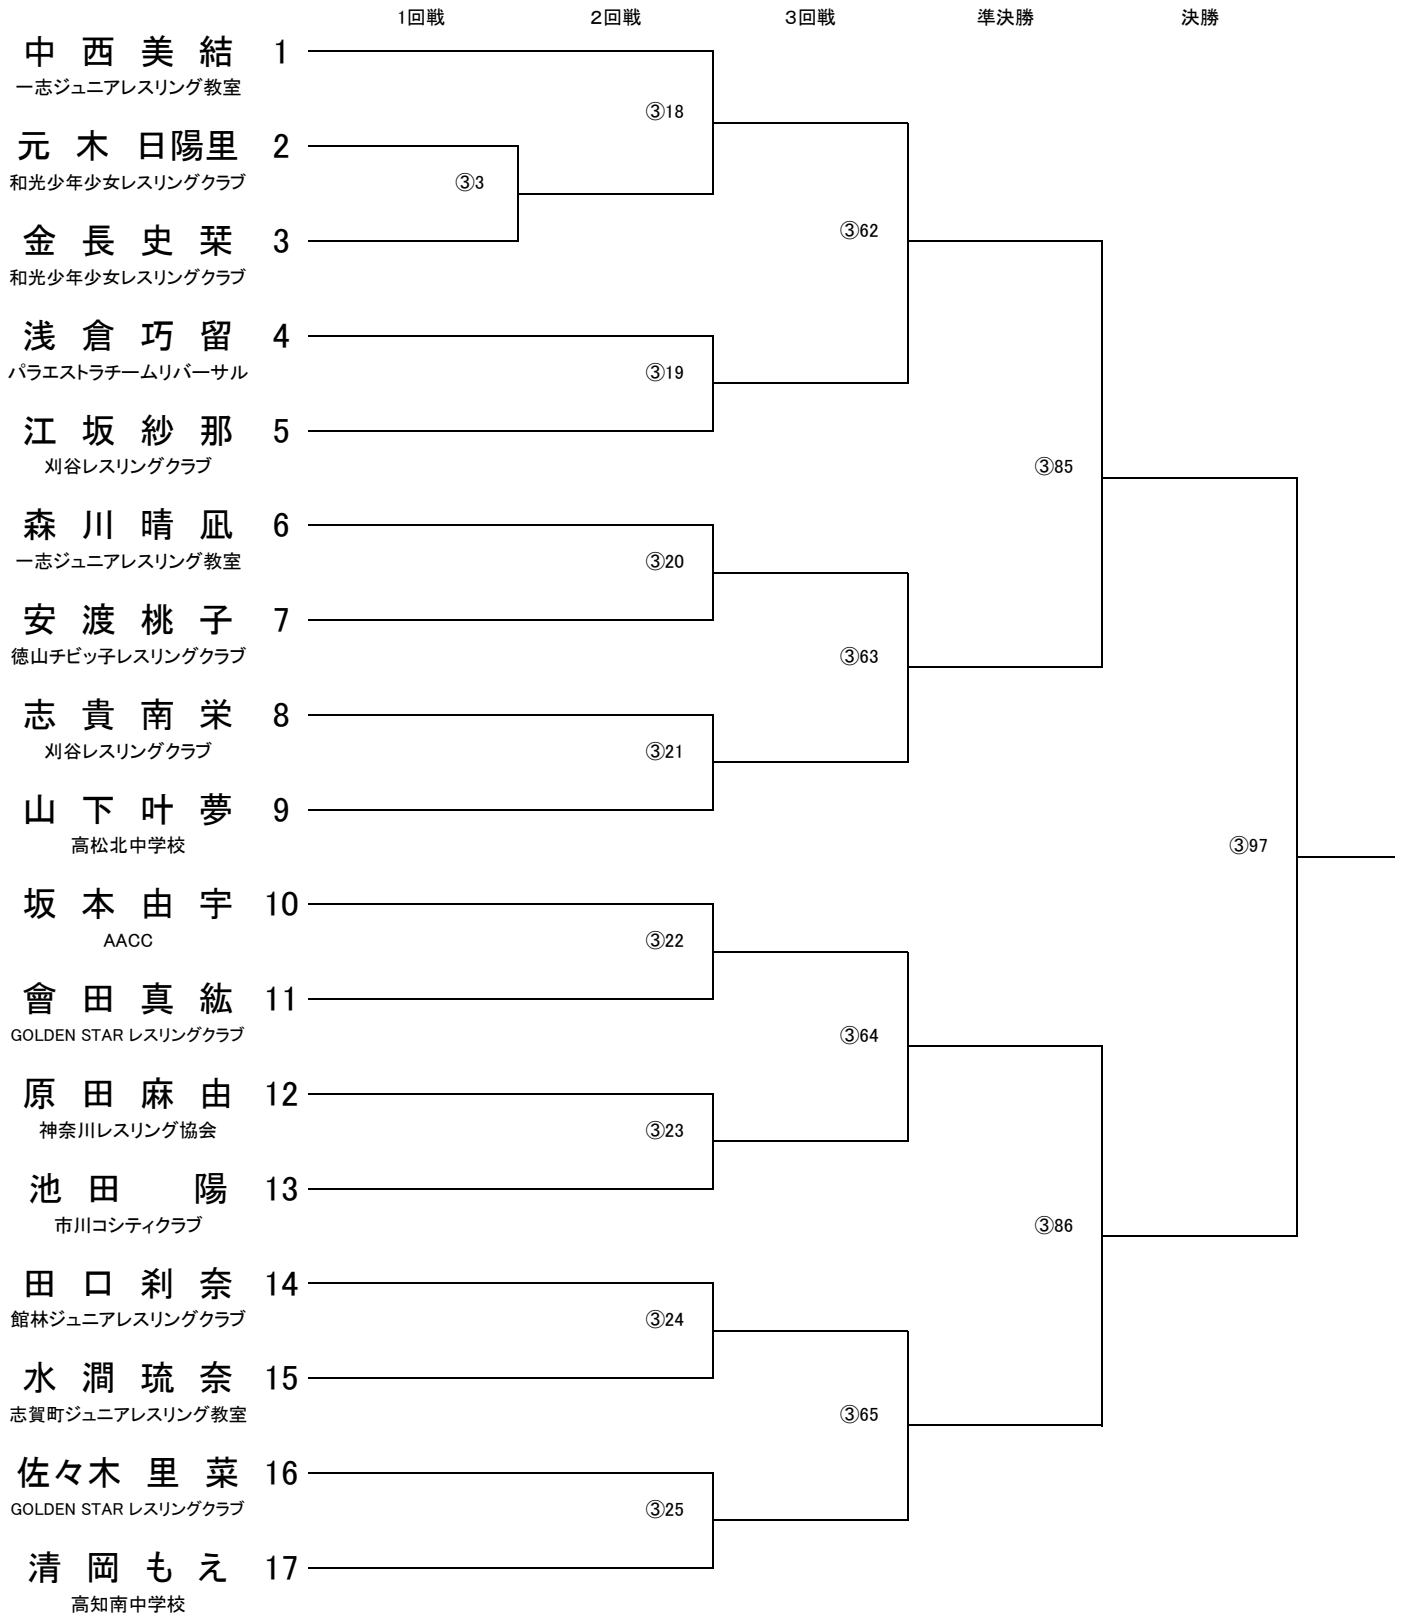 1回戦 2回戦 3回戦 準決勝 決勝
中西美結 1
一志ジュニアレスリング教室
③18
元木日陽里 2
和光少年少女レスリングクラブ
③3
金長史栞 3
③62
和光少年少女レスリングクラブ
浅倉巧留 4
パラエストラチームリバーサル
③19
江坂紗那 5
刈谷レスリングクラブ
③85
森川晴凪 6
一志ジュニアレスリング教室
③20
安渡桃子 7
徳山チビッ子レスリングクラブ
③63
志貴南栄 8
刈谷レスリングクラブ
③21
山下叶夢 9
高松北中学校
③97
坂本由宇 10
AACC
③22
會田真紘 11
GOLDEN STAR レスリングクラブ
③64
原田麻由 12
神奈川レスリング協会
③23
池田 陽 13
市川コシティクラブ
③86
田口刹奈 14
館林ジュニアレスリングクラブ
③24
水澗琉奈 15
志賀町ジュニアレスリング教室
③65
佐々木里菜 16
GOLDEN STAR レスリングクラブ
③25
清岡もえ 17
高知南中学校